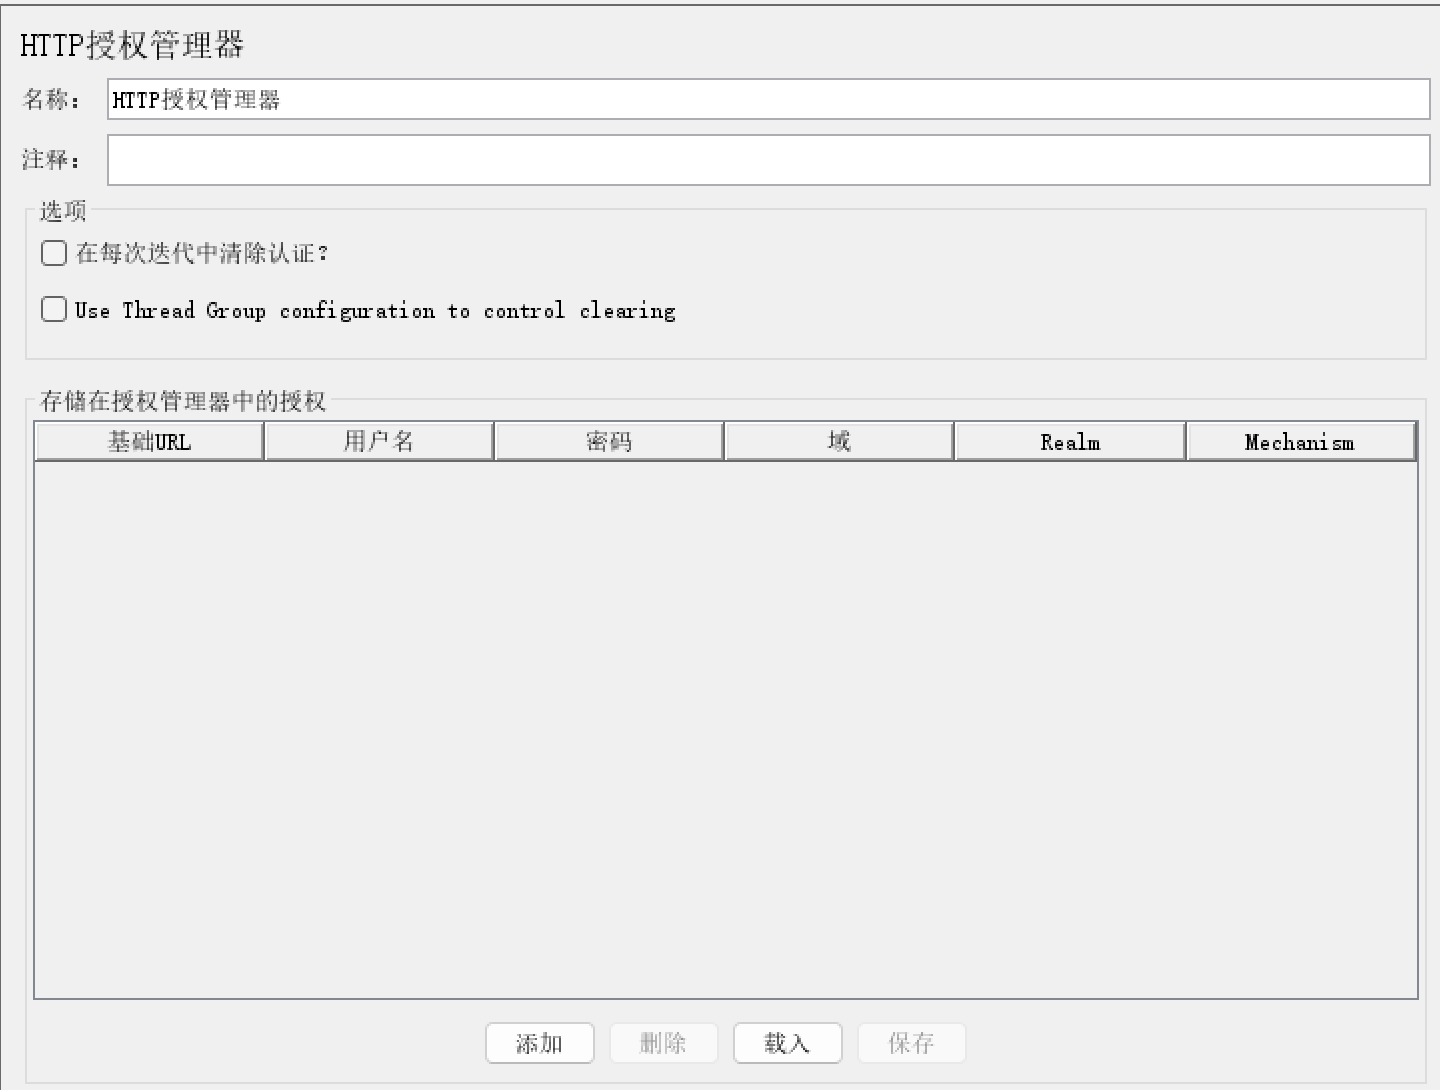 HTTP授权管理器
名称： HTTP授权管理器
注释：
选项
在每次迭代中清除认证?
Use Thread Group configuration to control clearing
存储在授权管理器中的授权
基础URL 用户名 密码 域 Realm Mechanism
添加 删除 载入 保存